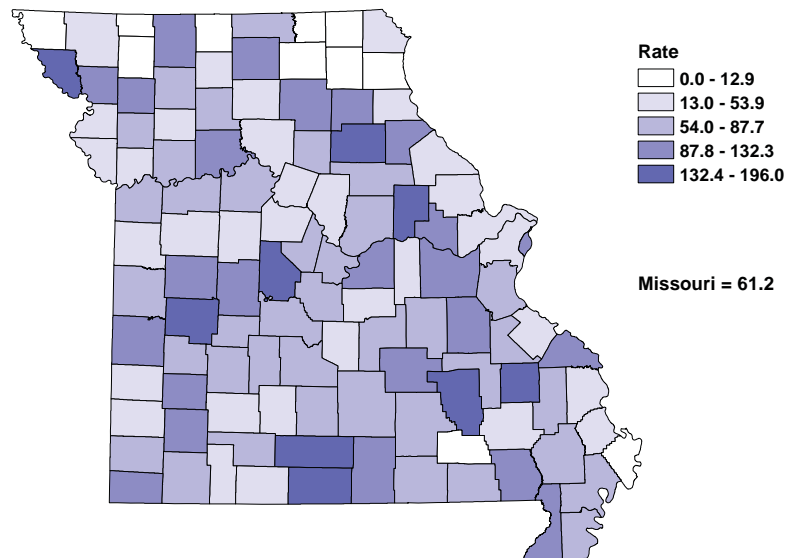 Rate
0.0 - 12.9
13.0 - 53.9
54.0 - 87.7
87.8 - 132.3
132.4 - 196.0
Missouri = 61.2